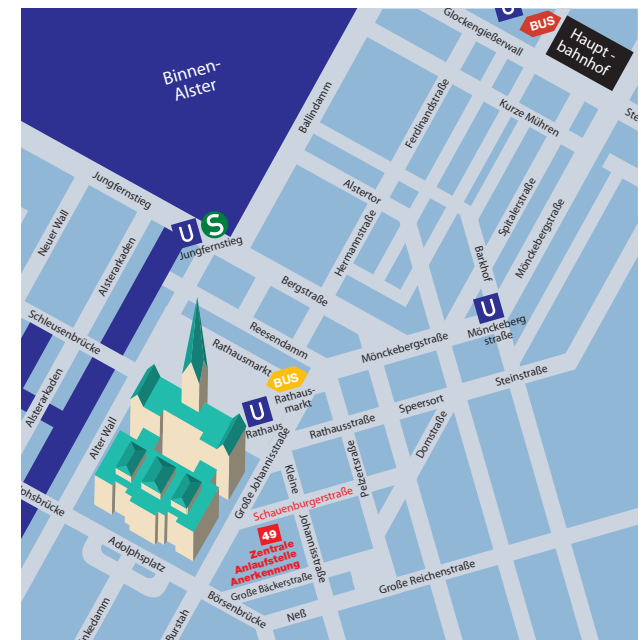 Glockengießerwall
U
BUS
Haupt-
bahnhof
Binnen-
Alster
Ballindamm
Ferdinandstraße
Kurze Mühren
Jungfernstieg
Alstertor
Spitalerstraße
Mönckebergstraße
Neuer Wall
Alsterarkaden
U
S
Jungfernstieg
Hermannstraße
Barkhof
Bergstraße
U
Mönckeberg
straße
Schleusenbrücke
Reesendamm
Rathausmarkt
Mönckebergstraße
BUS
Rathaus-
markt
Steinstraße
Alsterarkaden
Speersort
U
Rathaus
Rathausstraße
Domstraße
Alter Wall
Große Johannisstraße
Kleine
Johannisstraße
Pelzerstraße
Schauenburgerstraße
49
Zentrale
Anlaufstelle
Anerkennung
Adolphsplatz
Große Bäckerstraße
Große Reichenstraße
Börsenbrücke
Neß